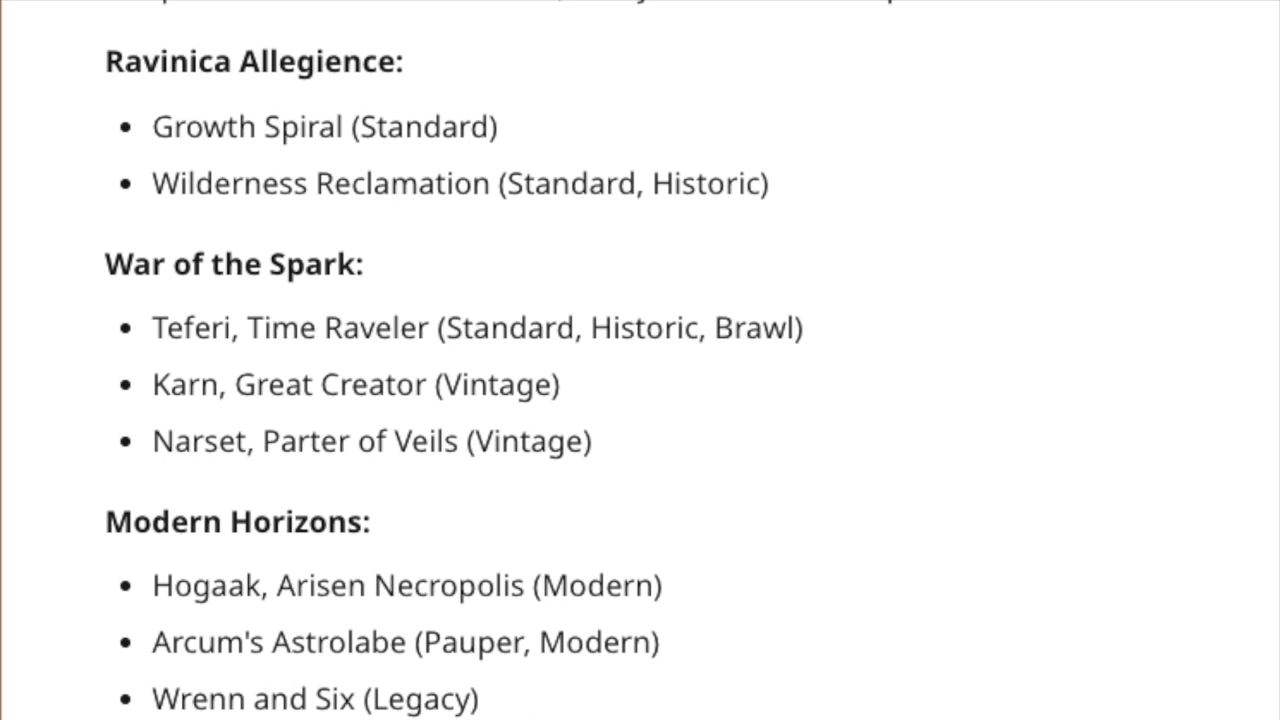 Ravinica Allegience:
• Growth Spiral (Standard)
• Wilderness Reclamation (Standard, Historic)
War of the Spark:
• Teferi, Time Raveler (Standard, Historic, Brawl)
• Karn, Great Creator (Vintage)
• Narset, Parter of Veils (Vintage)
Modern Horizons:
• Hogaak, Arisen Necropolis (Modern)
• Arcum's Astrolabe (Pauper, Modern)
• Wrenn and Six (Legacy)